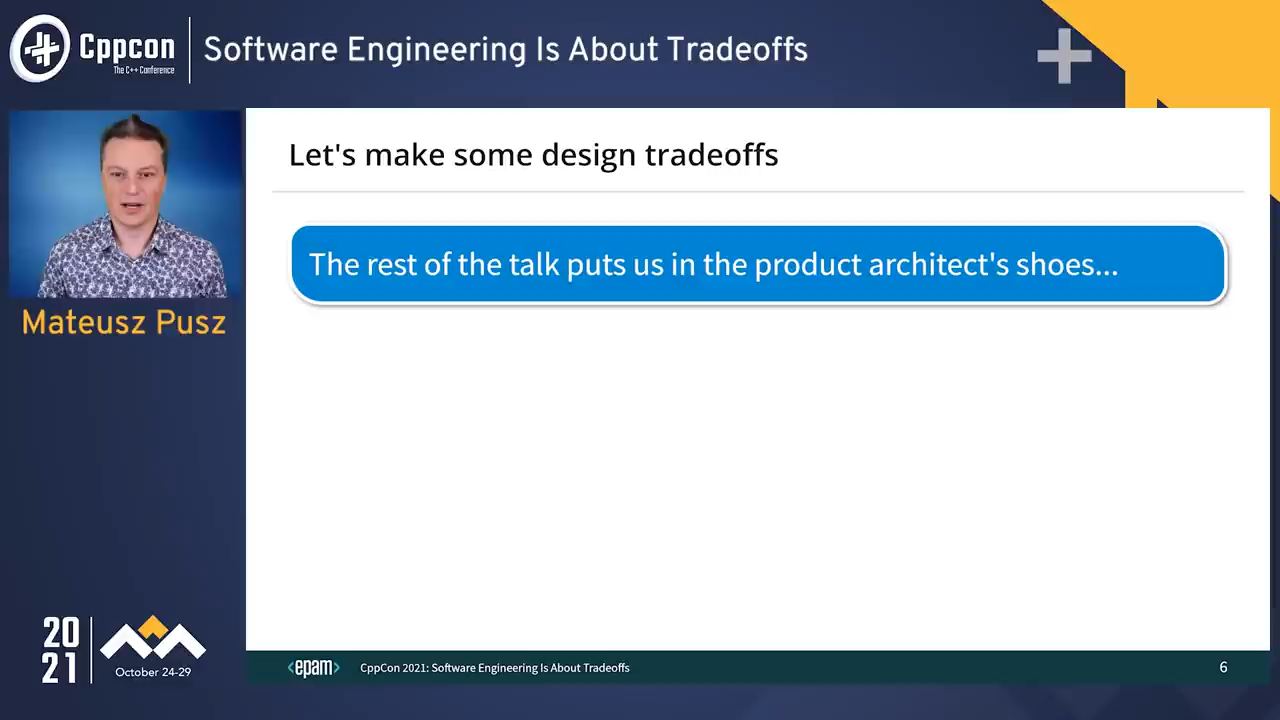 Cppcon
The C++ Conference
Software Engineering Is About Tradeoffs
Let's make some design tradeoffs
The rest of the talk puts us in the product architect's shoes...
Mateusz Pusz
20
21
October 24-29
<epam>
CppCon 2021: Software Engineering Is About Tradeoffs
6